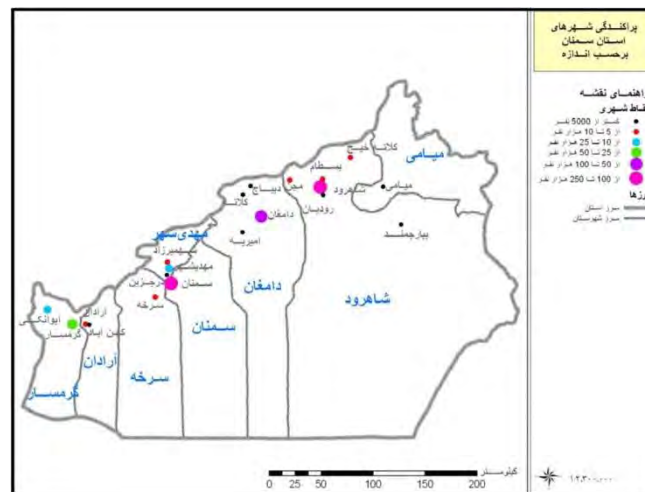 پراکندگی شهرهای
استان سمنان
برحسب اندازه
راهنمای نقشه
نقاط شهری
کمتر از 5000 نفر
از 5 تا 10 هزار نفر
از 10 تا 25 هزار نفر
از 25 تا 50 هزار نفر
از 50 تا 100 هزار نفر
از 100 تا 250 هزار نفر
مرزها
مرز استان
مرز شهرستان
میامی
کلاته خیج
بسطام
مجن
دیباج
شاهرود
میامی
کلاته
رودیان
دامغان
بیارجمند
امیریه
مهدی‌شهر
شهمیرزاد
مهدیشهر
درجزین
سمنان
دامغان
شاهرود
سرخه
آرادان
ایوانکی
گرمسار
کهن آباد
سمنان
آرادان
سرخه
گرمسار
کیلومتر
0 25 50 100 150 200